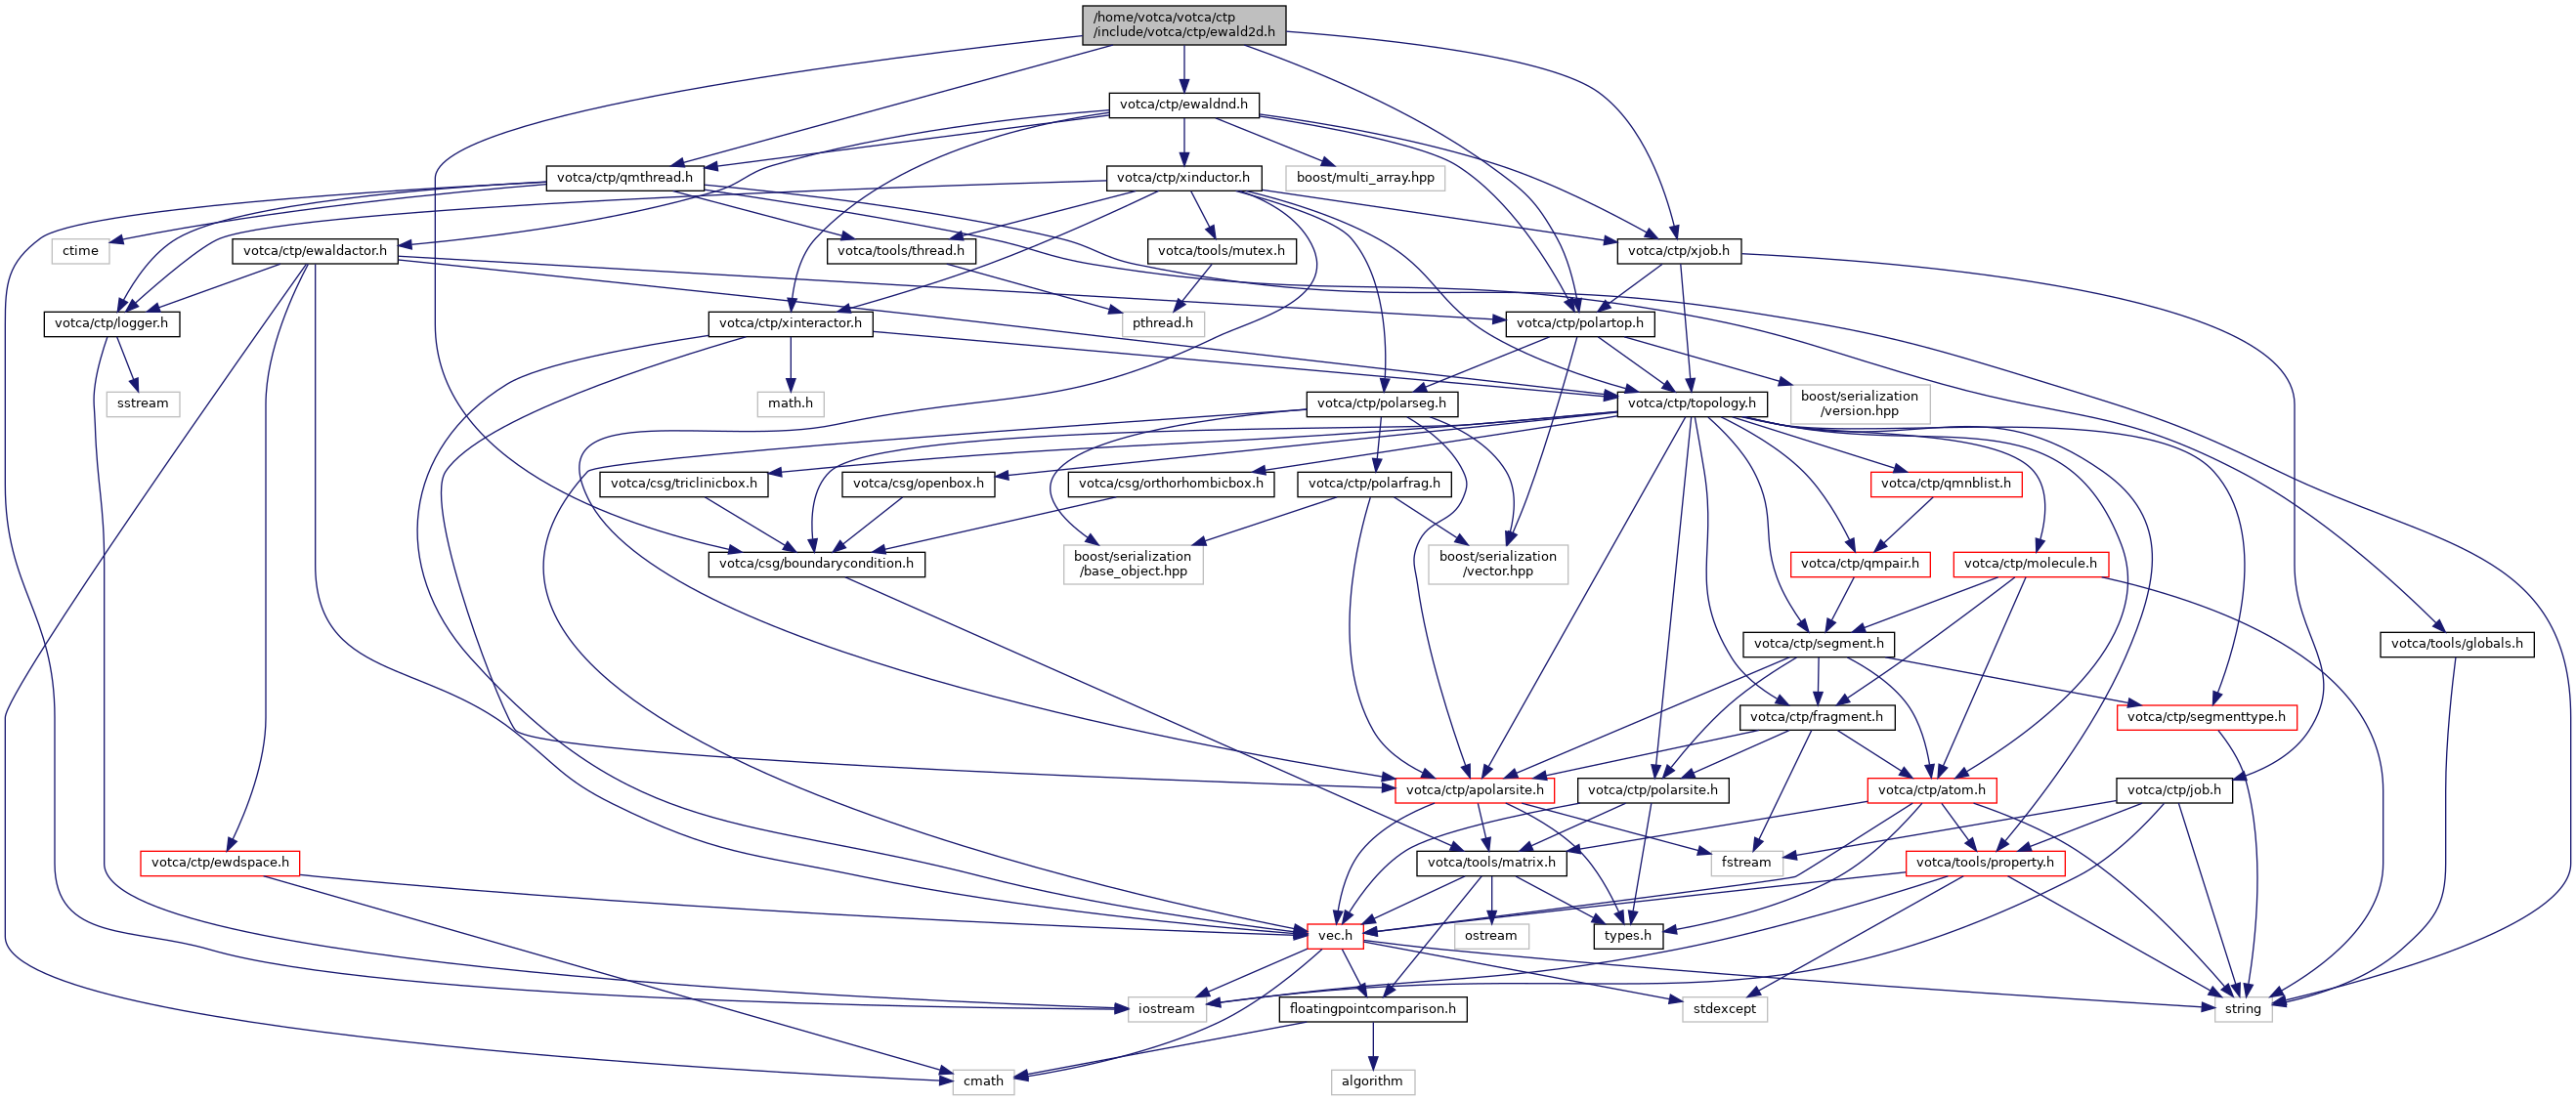 /home/votca/votca/ctp
/include/votca/ctp/ewald2d.h
votca/ctp/ewaldnd.h
votca/ctp/qmthread.h
votca/ctp/xinductor.h
boost/multi_array.hpp
ctime
votca/ctp/ewaldactor.h
votca/tools/thread.h
votca/tools/mutex.h
votca/ctp/xjob.h
votca/ctp/logger.h
votca/ctp/xinteractor.h
pthread.h
votca/ctp/polartop.h
sstream
math.h
votca/ctp/polarseg.h
votca/ctp/topology.h
boost/serialization
/version.hpp
votca/csg/triclinicbox.h
votca/csg/openbox.h
votca/csg/orthorhombicbox.h
votca/ctp/polarfrag.h
votca/ctp/qmnblist.h
votca/csg/boundarycondition.h
boost/serialization
/base_object.hpp
boost/serialization
/vector.hpp
votca/ctp/qmpair.h
votca/ctp/molecule.h
votca/ctp/segment.h
votca/tools/globals.h
votca/ctp/fragment.h
votca/ctp/segmenttype.h
votca/ctp/apolarsite.h
votca/ctp/polarsite.h
votca/ctp/atom.h
votca/ctp/job.h
votca/ctp/ewdspace.h
votca/tools/matrix.h
fstream
votca/tools/property.h
vec.h
ostream
types.h
iostream
floatingpointcomparison.h
stdexcept
string
cmath
algorithm